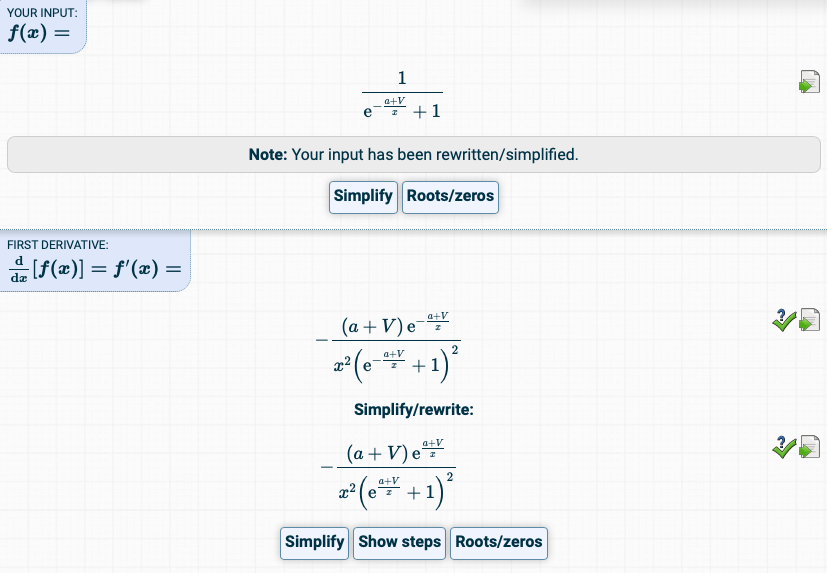 YOUR INPUT:
f(x) =
\frac{1}{e^{-\frac{a+V}{x}} + 1}
Note: Your input has been rewritten/simplified.
Simplify Roots/zeros
FIRST DERIVATIVE:
\frac{d}{dx}[f(x)] = f'(x) =
-\frac{(a+V) e^{-\frac{a+V}{x}}}{x^2 \left(e^{-\frac{a+V}{x}} + 1\right)^2}
Simplify/rewrite:
-\frac{(a+V) e^{\frac{a+V}{x}}}{x^2 \left(e^{\frac{a+V}{x}} + 1\right)^2}
Simplify Show steps Roots/zeros